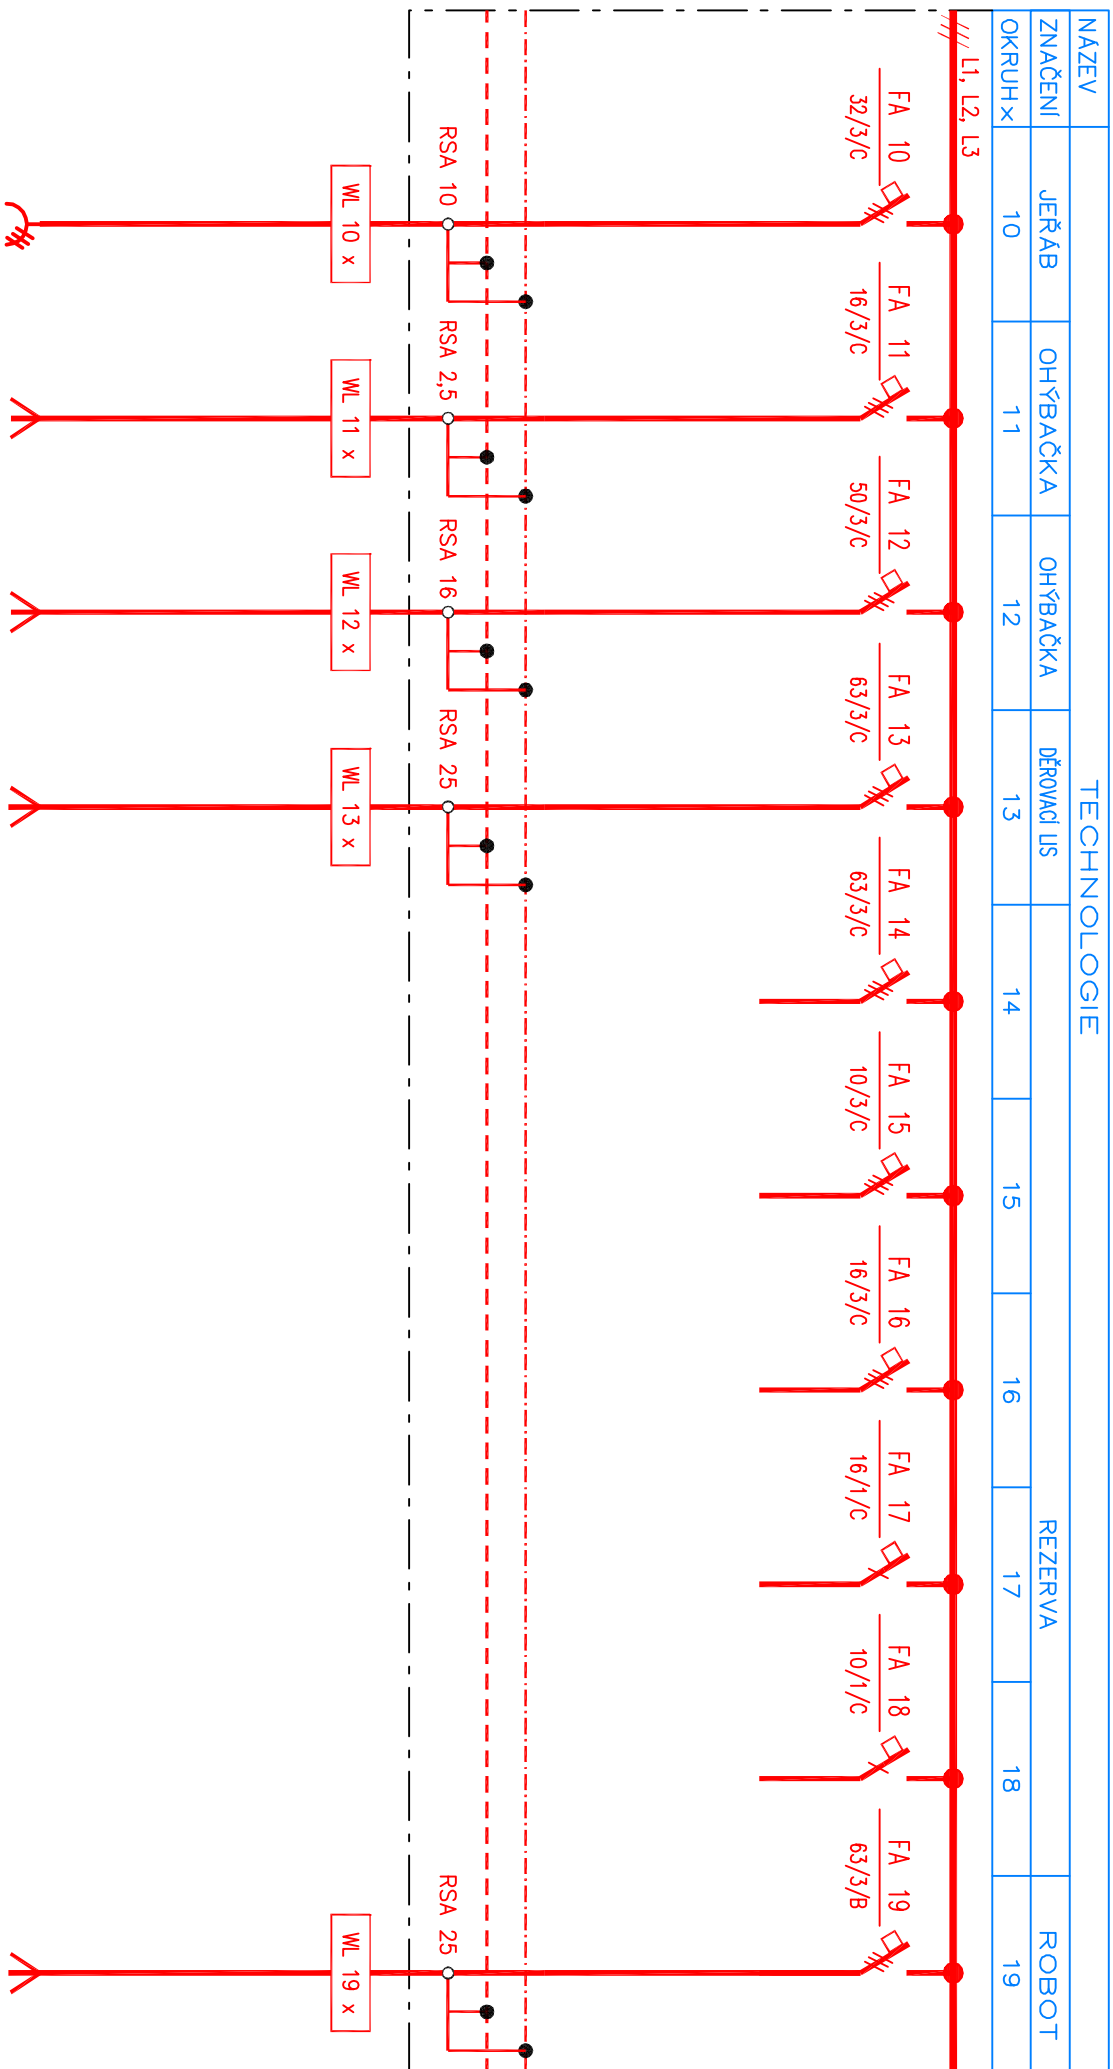 NÁZEV TECHNOLOGIE
ZNAČENÍ JEŘÁB OHÝBAČKA OHÝBAČKA DĚROVACÍ LIS REZERVA ROBOT
OKRUH x 10 11 12 13 14 15 16 17 18 19
L1, L2, L3
FA 10
32/3/C
FA 11
16/3/C
FA 12
50/3/C
FA 13
63/3/C
FA 14
63/3/C
FA 15
10/3/C
FA 16
16/3/C
FA 17
16/1/C
FA 18
10/1/C
FA 19
63/3/B
RSA 10
RSA 2,5
RSA 16
RSA 25
RSA 25
WL 10 x
WL 11 x
WL 12 x
WL 13 x
WL 19 x